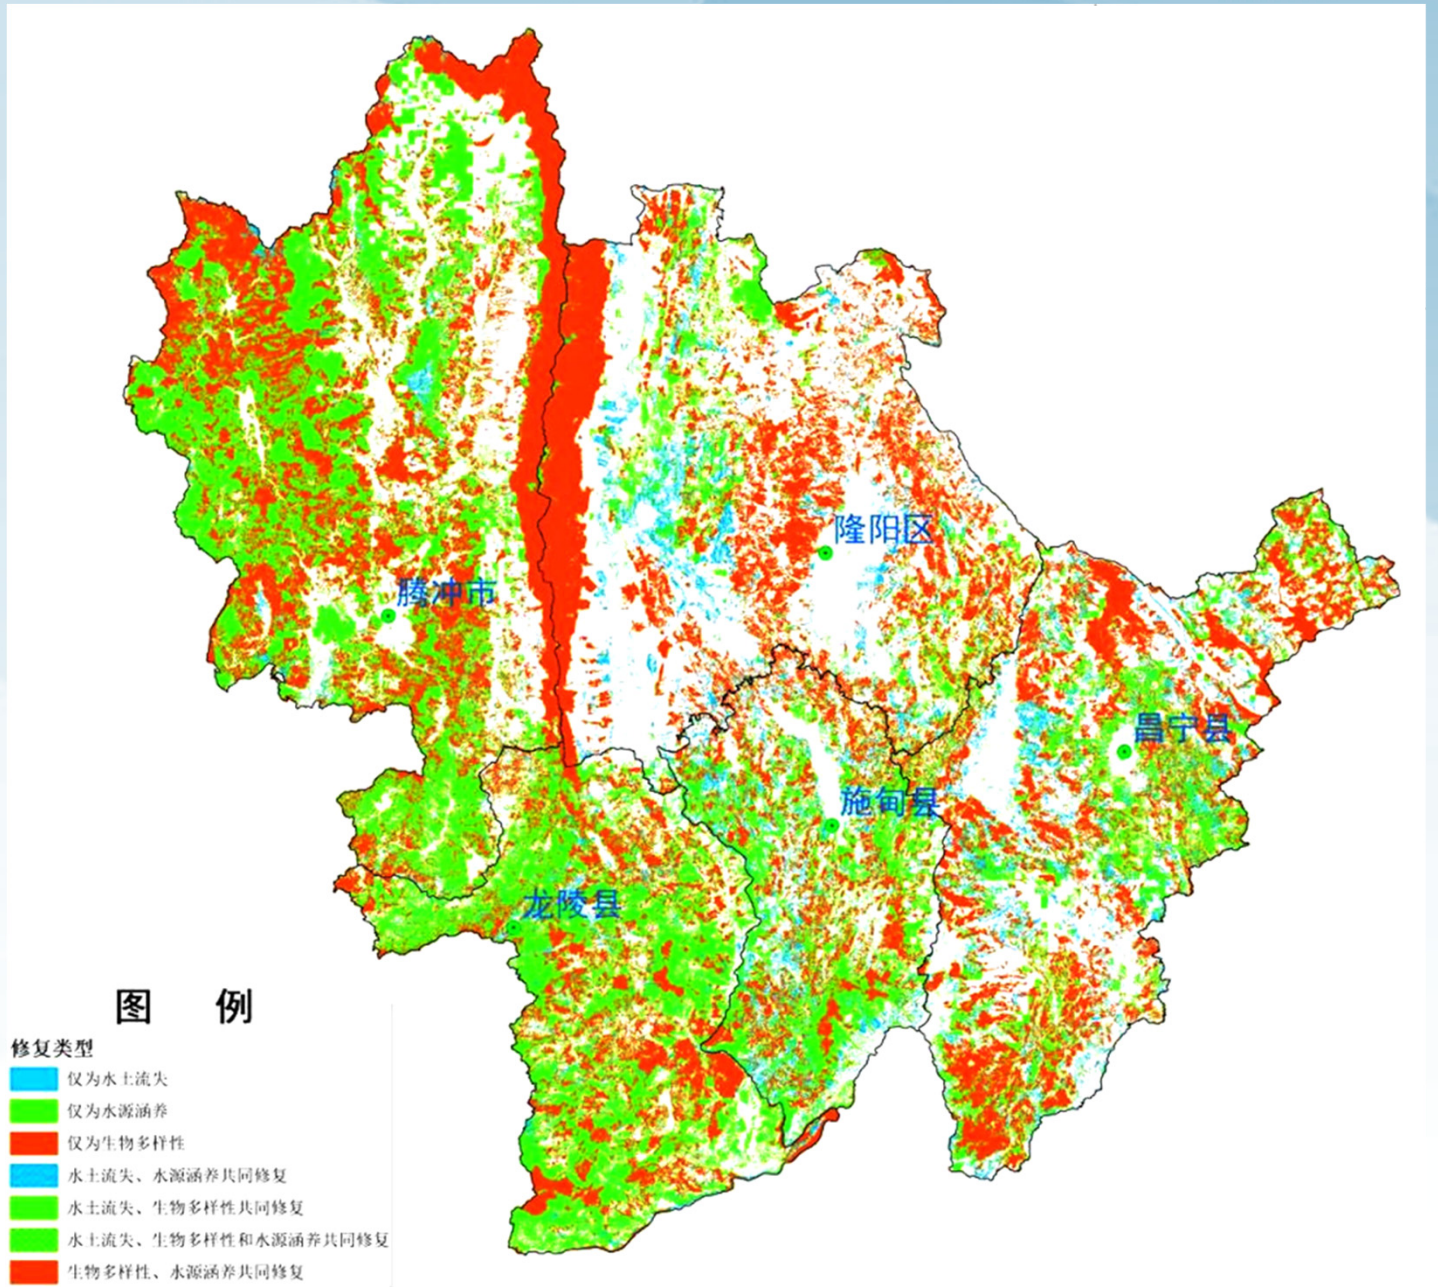 隆阳区
腾冲市
昌宁县
施甸县
龙陵县
图 例
修复类型
仅为水土流失
仅为水源涵养
仅为生物多样性
水土流失、水源涵养共同修复
水土流失、生物多样性共同修复
水土流失、生物多样性和水源涵养共同修复
生物多样性、水源涵养共同修复